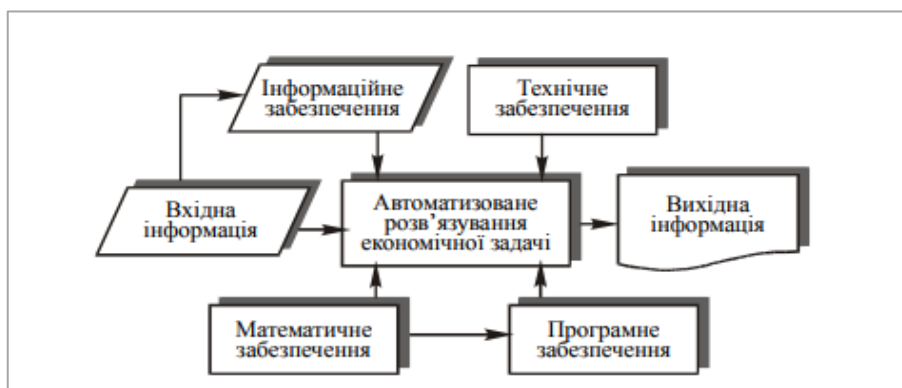 Інформаційне
забезпечення
Технічне
забезпечення
Вхідна
інформація
Автоматизоване
розв’язування
економічної задачі
Вихідна
інформація
Математичне
забезпечення
Програмне
забезпечення